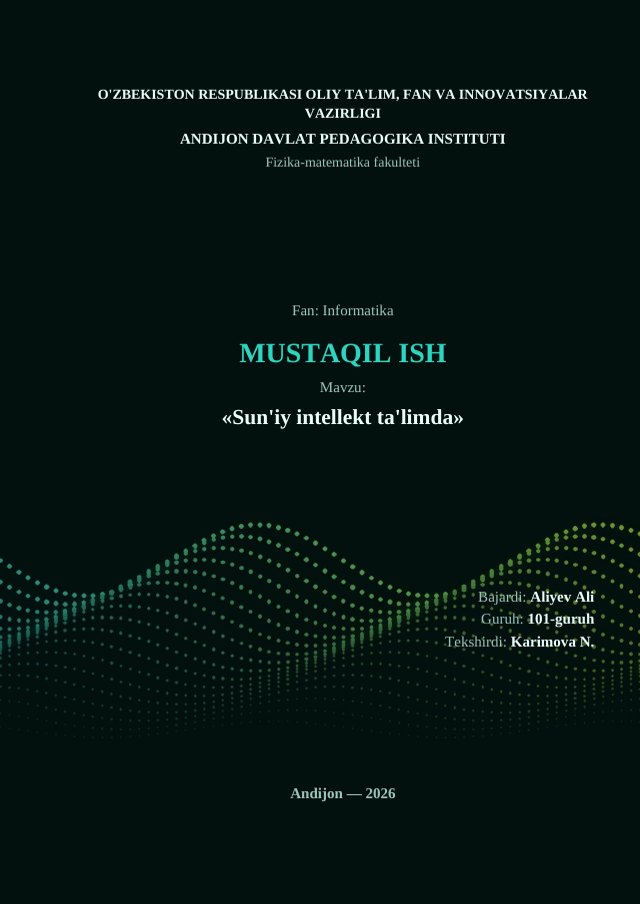 O'ZBEKISTON RESPUBLIKASI OLIY TA'LIM, FAN VA INNOVATSIYALAR
VAZIRLIGI
ANDIJON DAVLAT PEDAGOGIKA INSTITUTI
Fizika-matematika fakulteti
Fan: Informatika
MUSTAQIL ISH
Mavzu:
«Sun'iy intellekt ta'limda»
Bajardi: Aliyev Ali
Guruh: 101-guruh
Tekshirdi: Karimova N.
Andijon — 2026